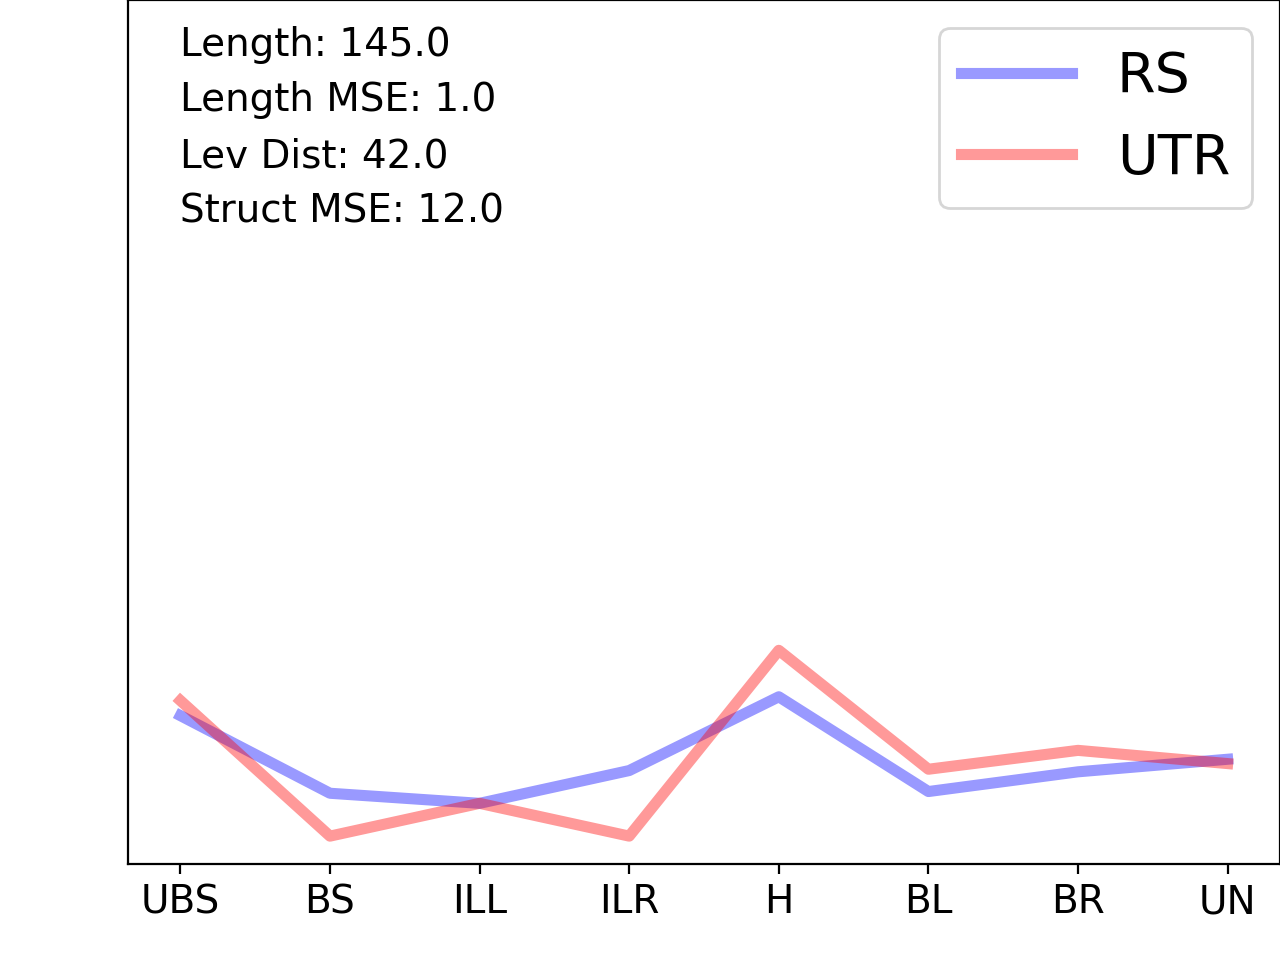 Length: 145.0
Length MSE: 1.0
Lev Dist: 42.0
Struct MSE: 12.0
RS
UTR
UBS BS ILL ILR H BL BR UN